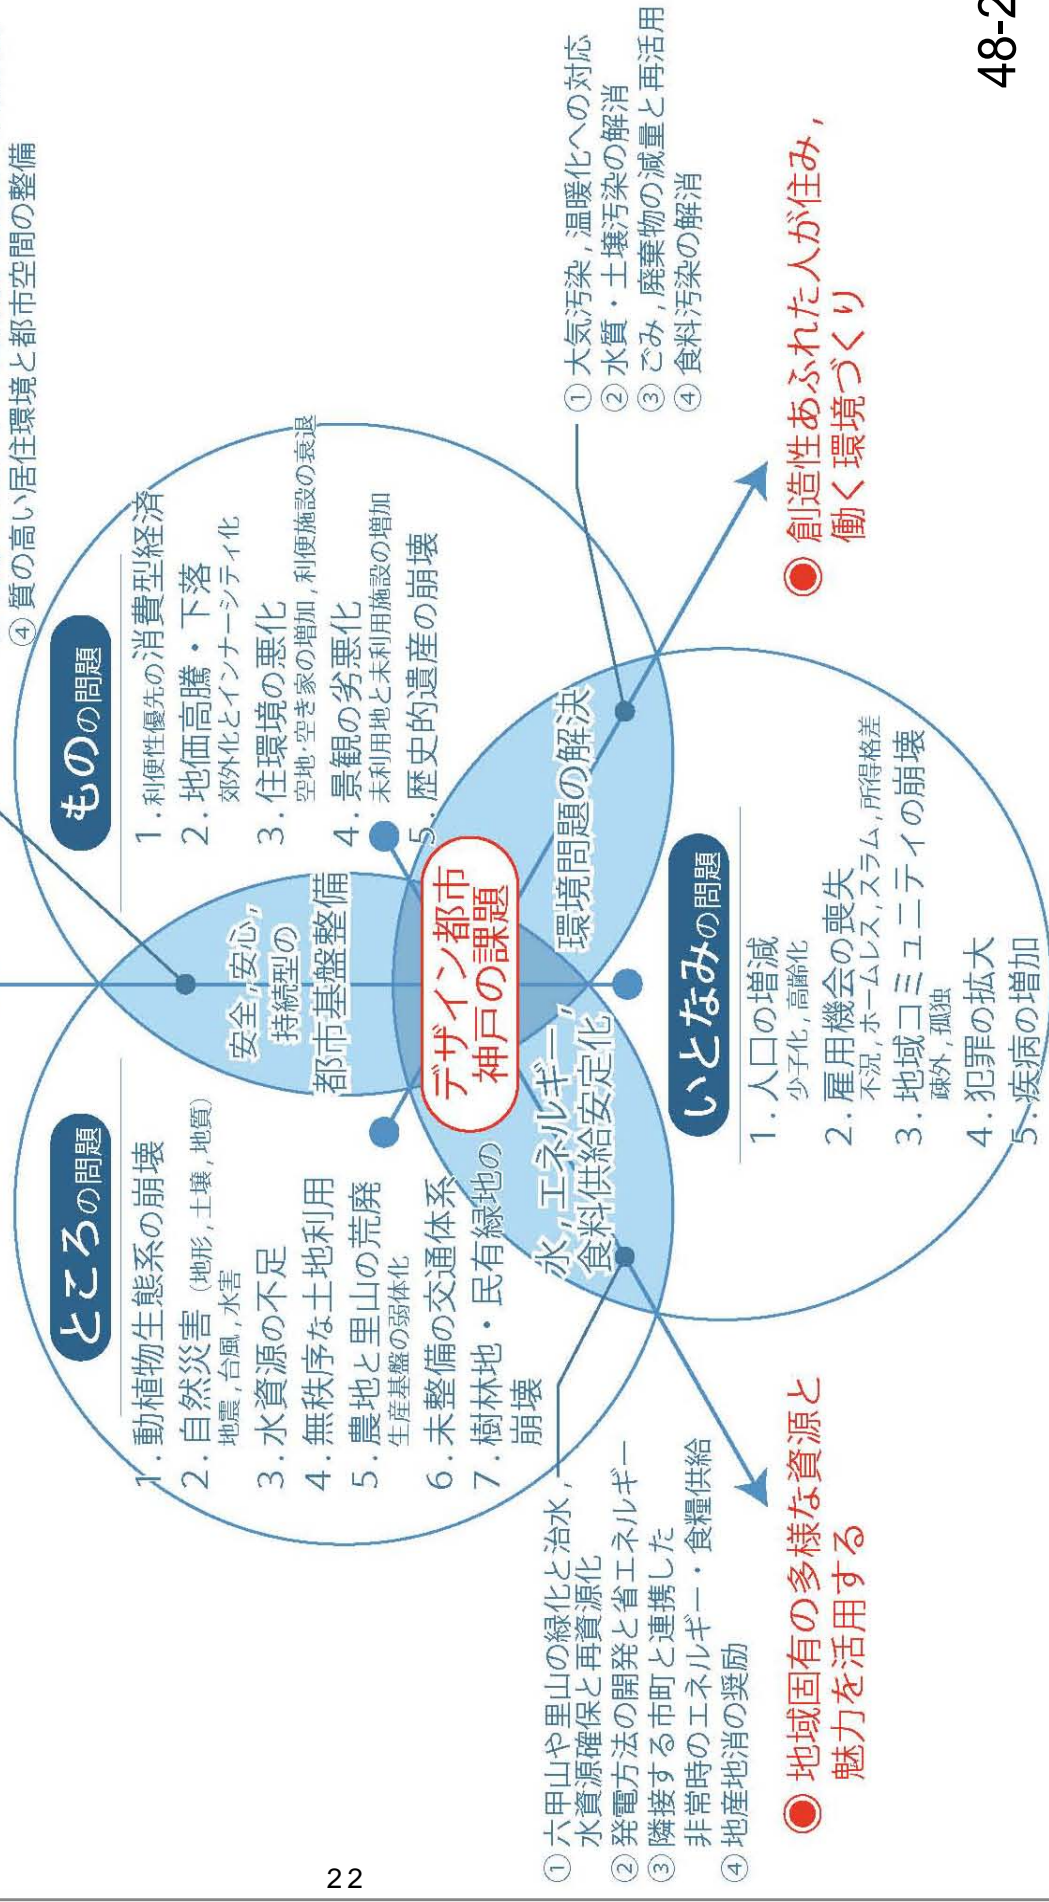 ④ 質の高い居住環境と都市空間の整備
ところの問題
1. 動植物生態系の崩壊
2. 自然災害（地形, 土壌, 地質）
地震, 台風, 水害
3. 水資源の不足
4. 無秩序な土地利用
5. 農地と里山の荒廃
生産基盤の弱体化
6. 未整備の交通体系
7. 樹林地・民有緑地の
崩壊
ものの問題
1. 利便性優先の消費型経済
2. 地価高騰・下落
郊外化とインナーシティ化
3. 住環境の悪化
空地・空き家の増加, 利便施設の衰退
4. 景観の劣悪化
未利用地と未利用施設の増加
5. 歴史的遺産の崩壊
安全, 安心,
持続型の
都市基盤整備
デザイン都市
神戸の課題
水, エネルギー,
食料供給安定化
環境問題の解決
いとなみの問題
1. 人口の増減
少子化, 高齢化
2. 雇用機会の喪失
不況, ホームレス, スラム, 所得格差
3. 地域コミュニティの崩壊
疎外, 孤独
4. 犯罪の拡大
5. 疾病の増加
① 六甲山や里山の緑化と治水,
水資源確保と再資源化
② 発電方法の開発と省エネルギー
③ 隣接する市町と連携した
非常時のエネルギー・食糧供給
④ 地産地消の奨励
① 大気汚染, 温暖化への対応
② 水質・土壌汚染の解消
③ ごみ, 廃棄物の減量と再活用
④ 食料汚染の解消
地域固有の多様な資源と
魅力を活用する
創造性あふれた人が住み,
働く環境づくり
22
48-2